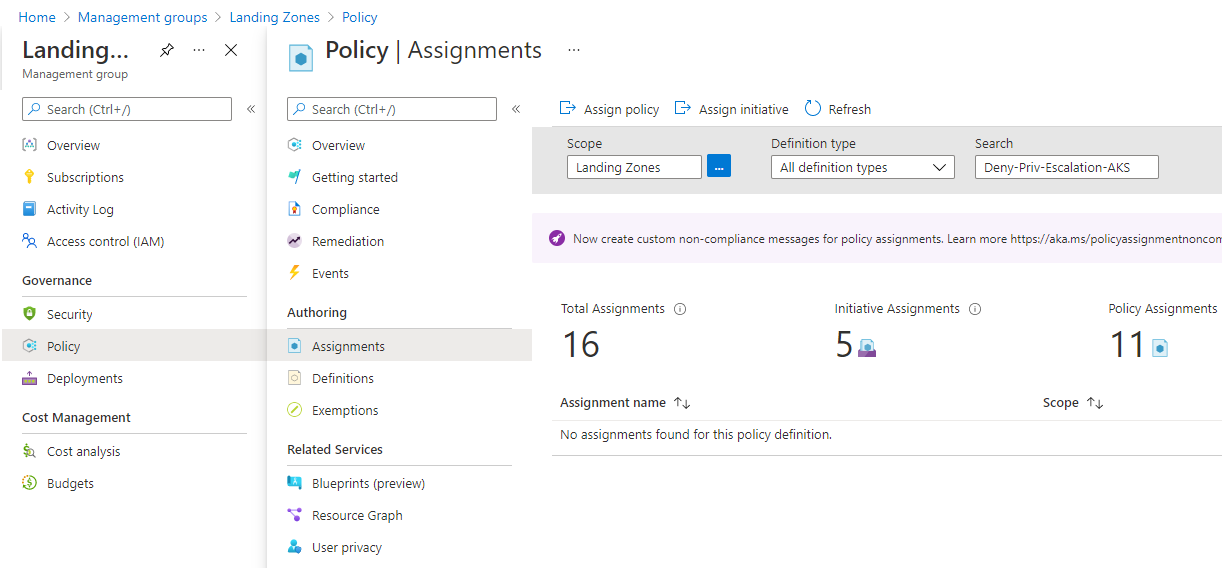 Home > Management groups > Landing Zones > Policy
Landing...
Management group
Search (Ctrl+/)
Overview
Subscriptions
Activity Log
Access control (IAM)
Governance
Security
Policy
Deployments
Cost Management
Cost analysis
Budgets
Policy | Assignments
Search (Ctrl+/)
Overview
Getting started
Compliance
Remediation
Events
Authoring
Assignments
Definitions
Exemptions
Related Services
Blueprints (preview)
Resource Graph
User privacy
Assign policy Assign initiative Refresh
Scope Definition type Search
Landing Zones ... All definition types Deny-Priv-Escalation-AKS
Now create custom non-compliance messages for policy assignments. Learn more https://aka.ms/policyassignmentnoncom
Total Assignments Initiative Assignments Policy Assignments
16 5 11
Assignment name Scope
No assignments found for this policy definition.